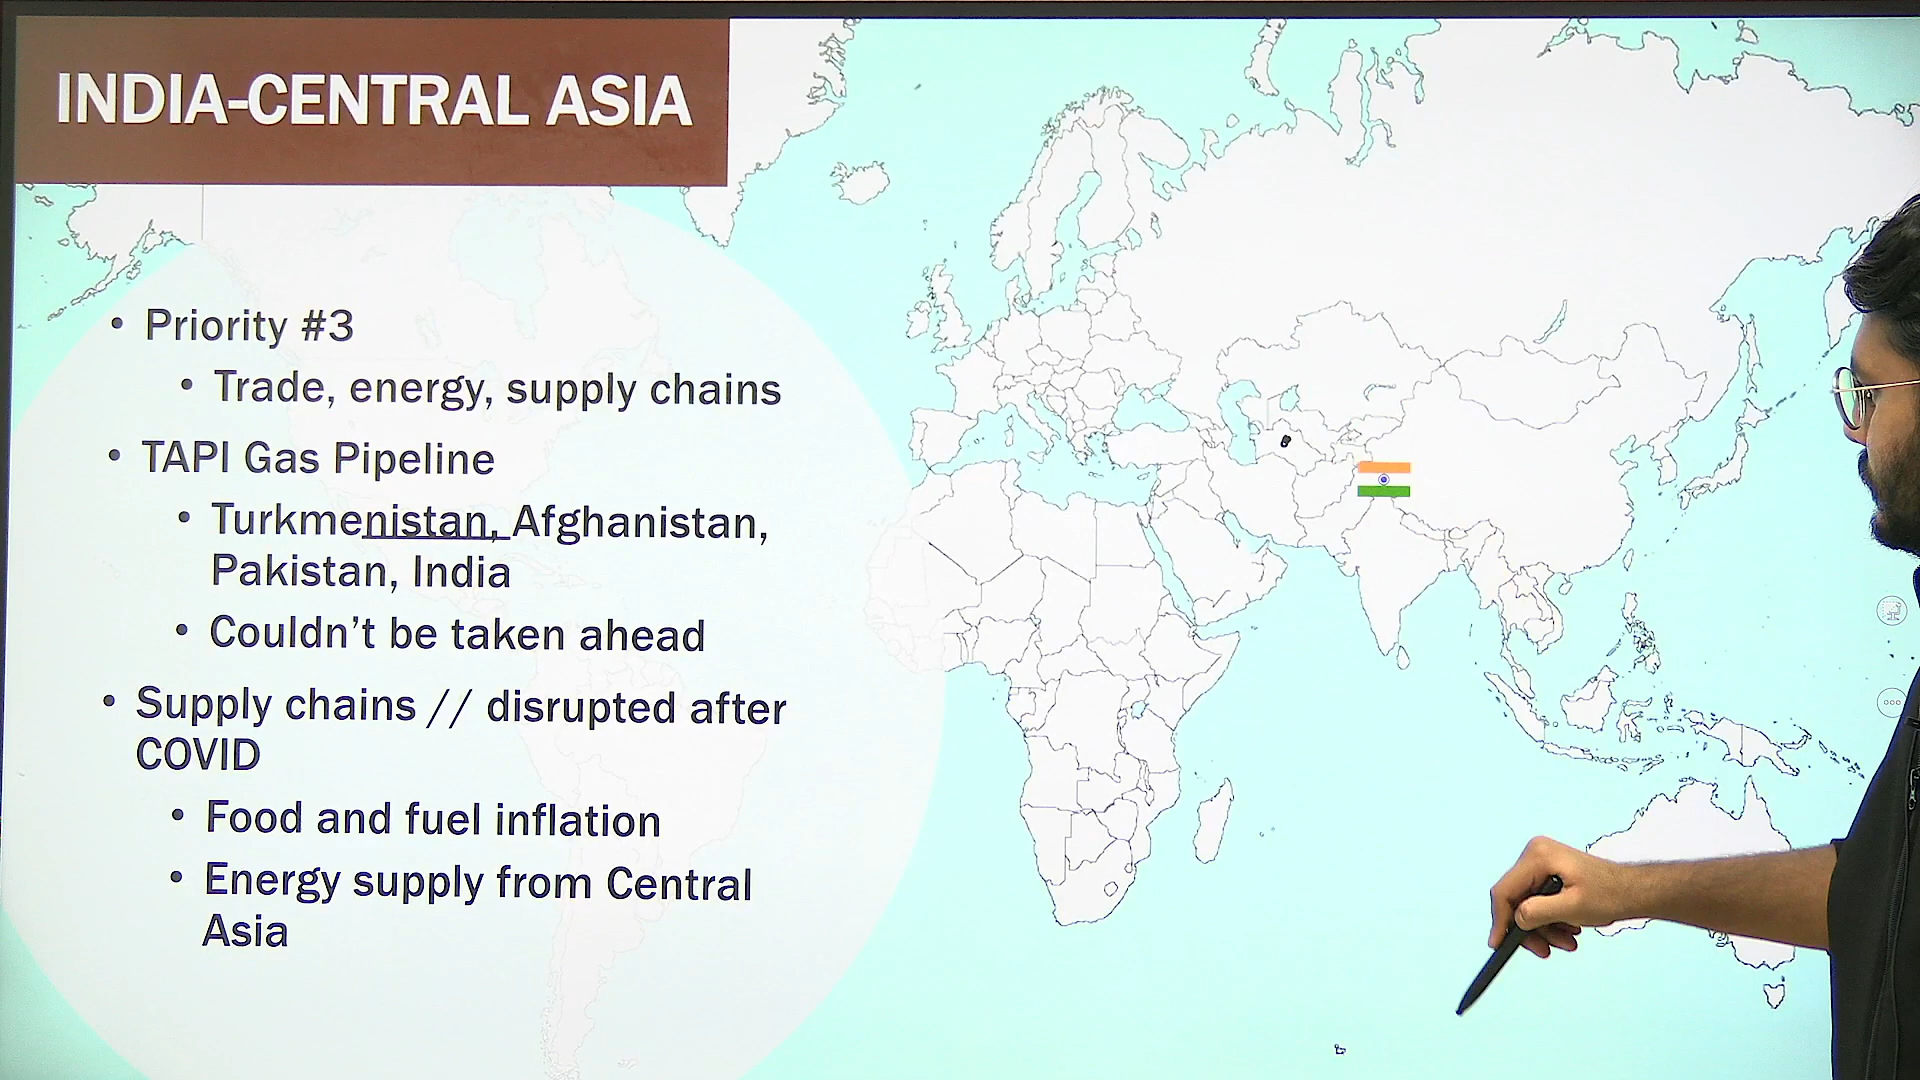 INDIA-CENTRAL ASIA
• Priority #3
• Trade, energy, supply chains
• TAPI Gas Pipeline
• Turkmenistan, Afghanistan,
Pakistan, India
• Couldn't be taken ahead
• Supply chains // disrupted after
COVID
• Food and fuel inflation
• Energy supply from Central
Asia